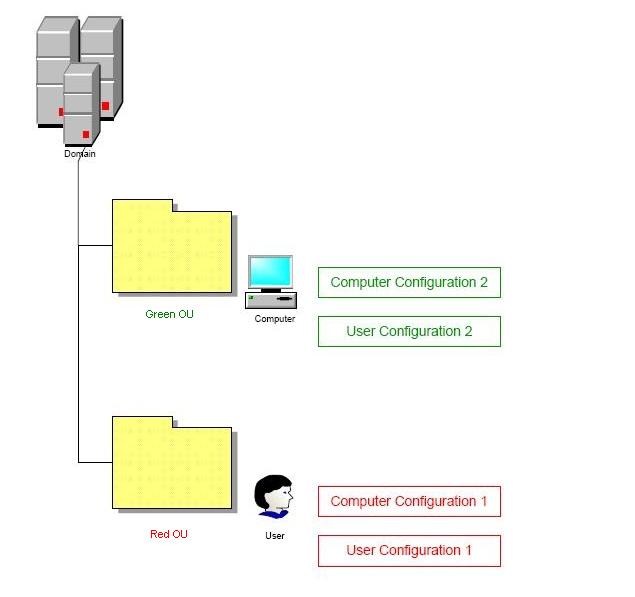 Domain
Green OU
Computer
Computer Configuration 2
User Configuration 2
Red OU
User
Computer Configuration 1
User Configuration 1